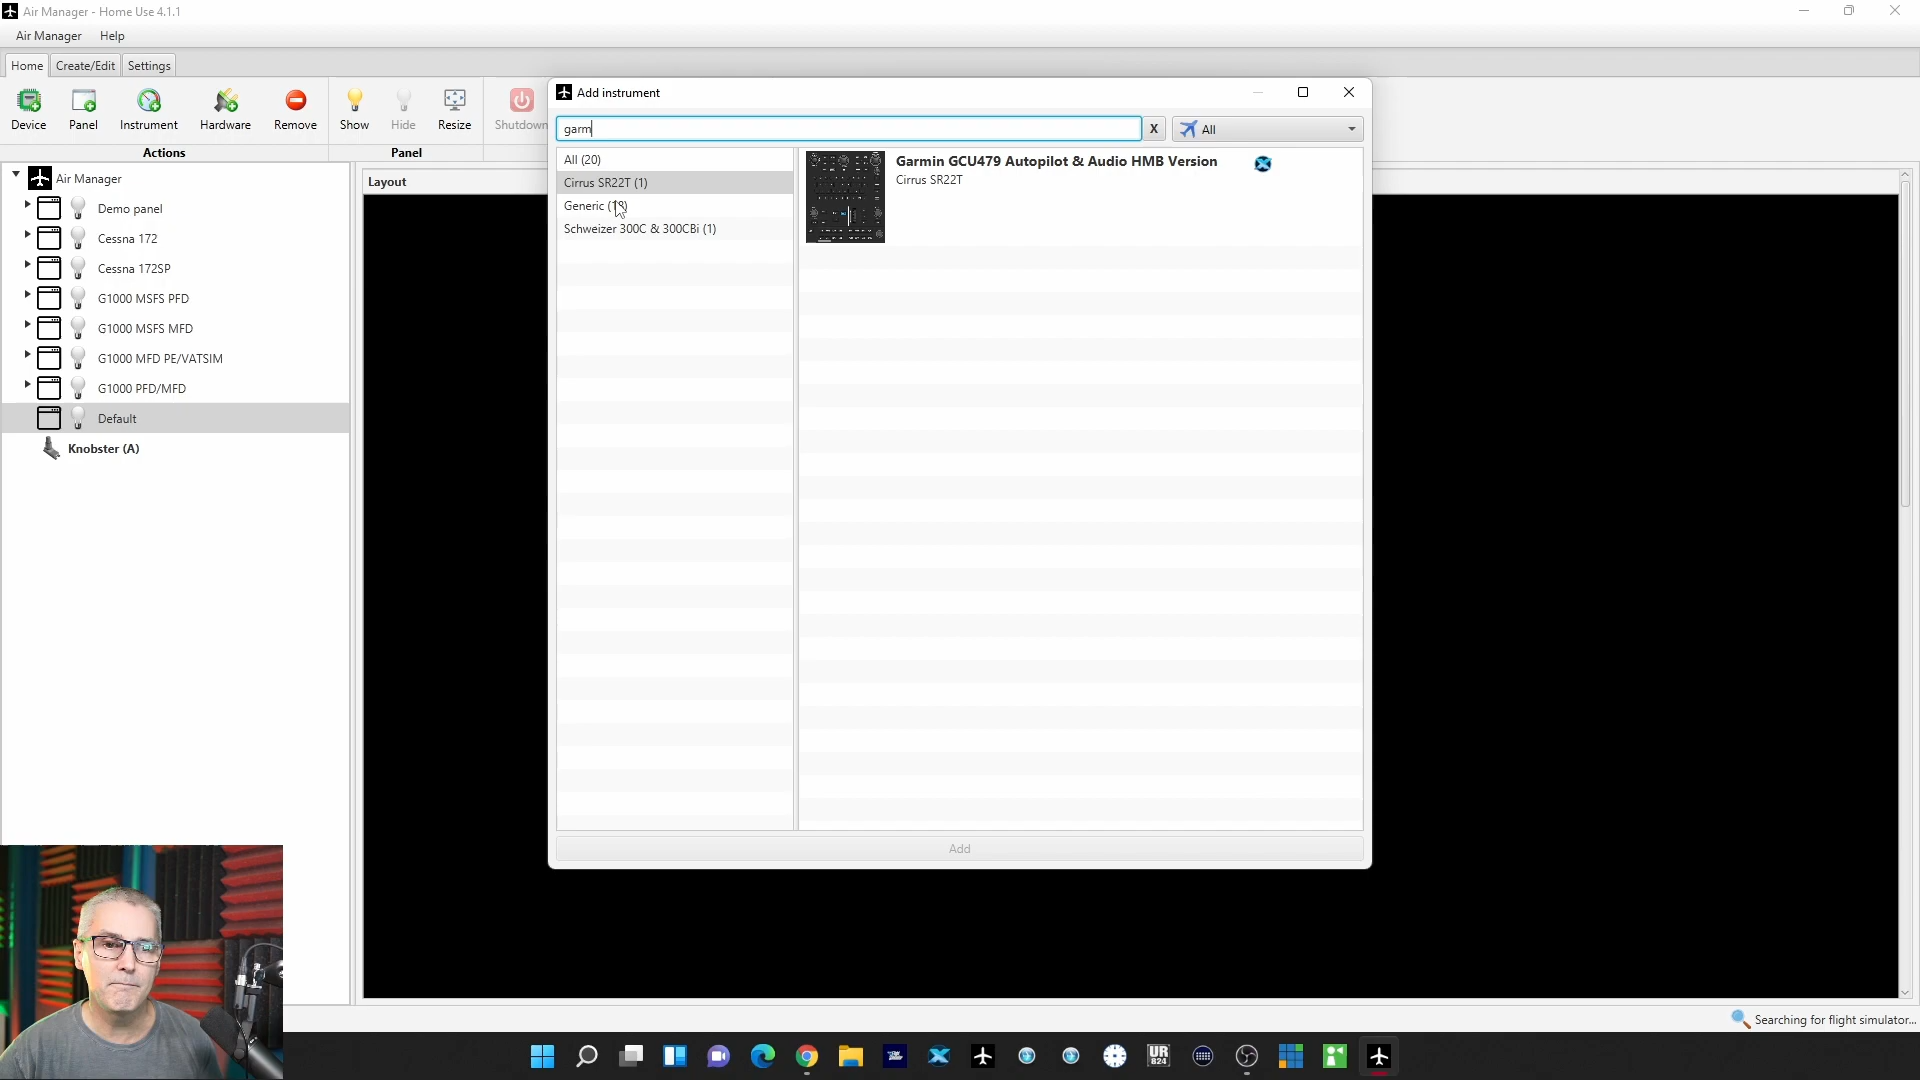 Air Manager - Home Use 4.1.1
Air Manager Help
Home Create/Edit Settings
Device Panel Instrument Hardware Remove Show Hide Resize Shutdown
Actions Panel
Add instrument
garm X All
All (20)
Cirrus SR22T (1)
Generic
Schweizer 300C & 300CBi (1)
Garmin GCU479 Autopilot & Audio HMB Version
Cirrus SR22T
Add
Layout
Air Manager
Demo panel
Cessna 172
Cessna 172SP
G1000 MSFS PFD
G1000 MSFS MFD
G1000 MFD PE/VATSIM
G1000 PFD/MFD
Default
Knobster (A)
Searching for flight simulator...
UR
824